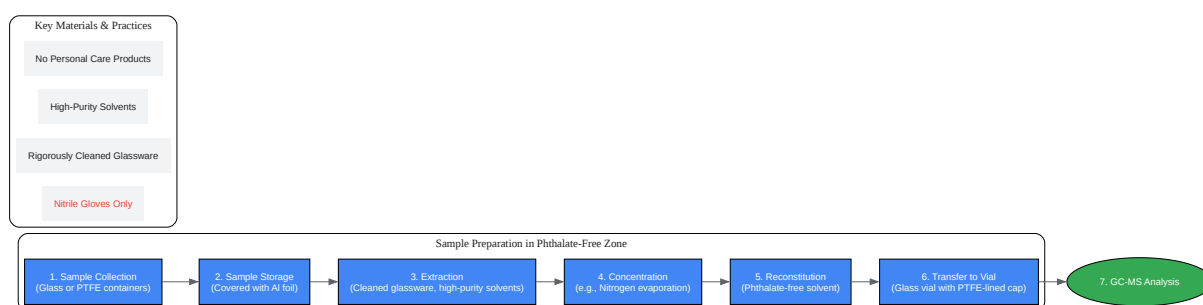 Key Materials & Practices
No Personal Care Products
High-Purity Solvents
Rigorously Cleaned Glassware
Nitrile Gloves Only
Sample Preparation in Phthalate-Free Zone
1. Sample Collection
(Glass or PTFE containers)
2. Sample Storage
(Covered with Al foil)
3. Extraction
(Cleaned glassware, high-purity solvents)
4. Concentration
(e.g., Nitrogen evaporation)
5. Reconstitution
(Phthalate-free solvent)
6. Transfer to Vial
(Glass vial with PTFE-lined cap)
7. GC-MS Analysis